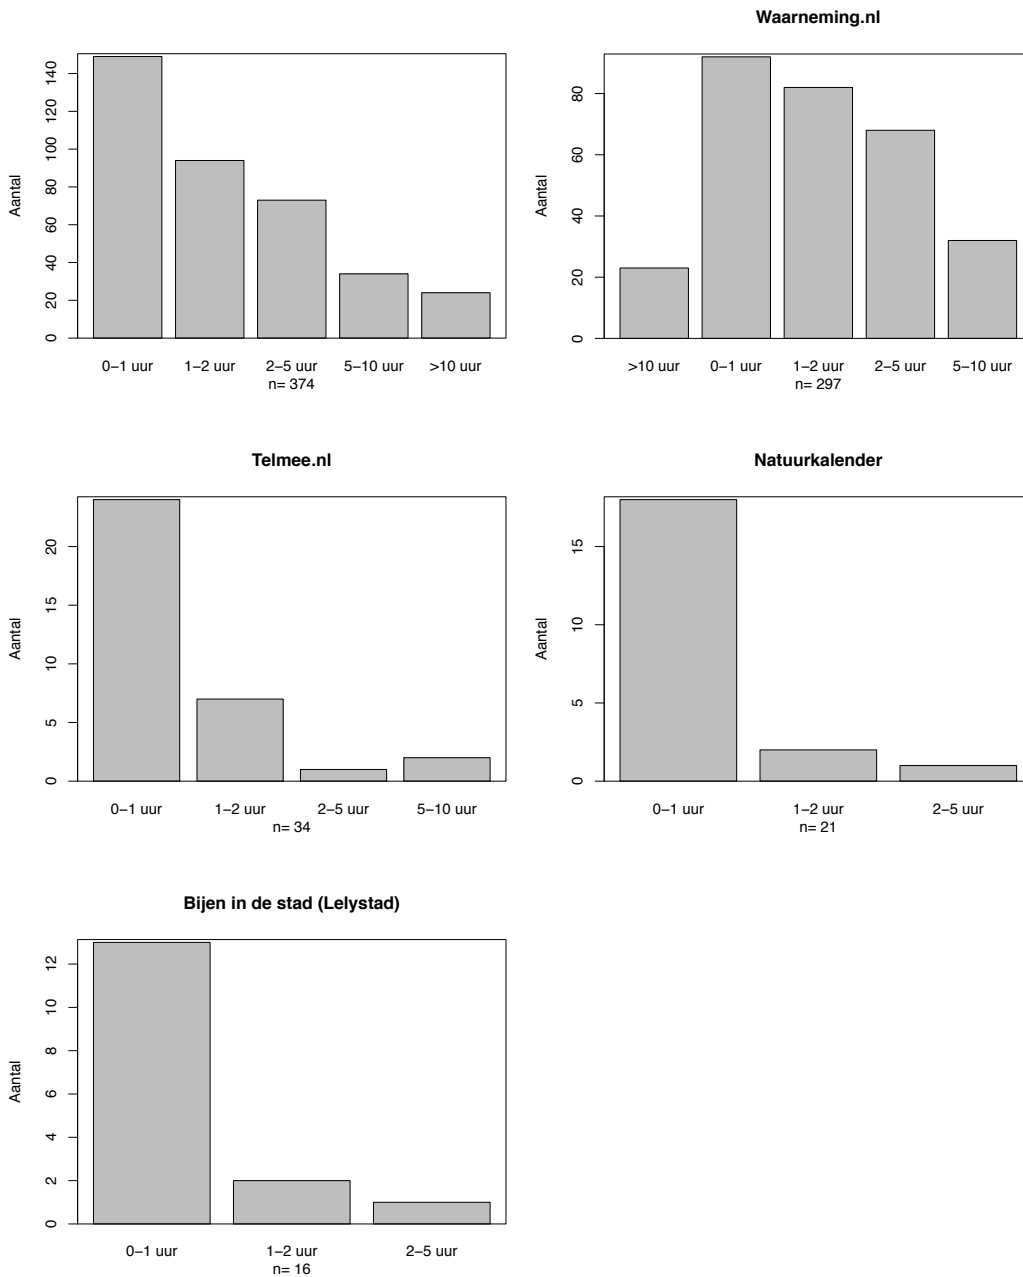 Aantal
140
120
100
80
60
40
20
0
0–1 uur 1–2 uur 2–5 uur 5–10 uur >10 uur
n= 374
Waarneming.nl
Aantal
80
60
40
20
0
>10 uur 0–1 uur 1–2 uur 2–5 uur 5–10 uur
n= 297
Telmee.nl
Aantal
20
15
10
5
0
0–1 uur 1–2 uur 2–5 uur 5–10 uur
n= 34
Natuurkalender
Aantal
15
10
5
0
0–1 uur 1–2 uur 2–5 uur
n= 21
Bijen in de stad (Lelystad)
Aantal
12
10
8
6
4
2
0
0–1 uur 1–2 uur 2–5 uur
n= 16